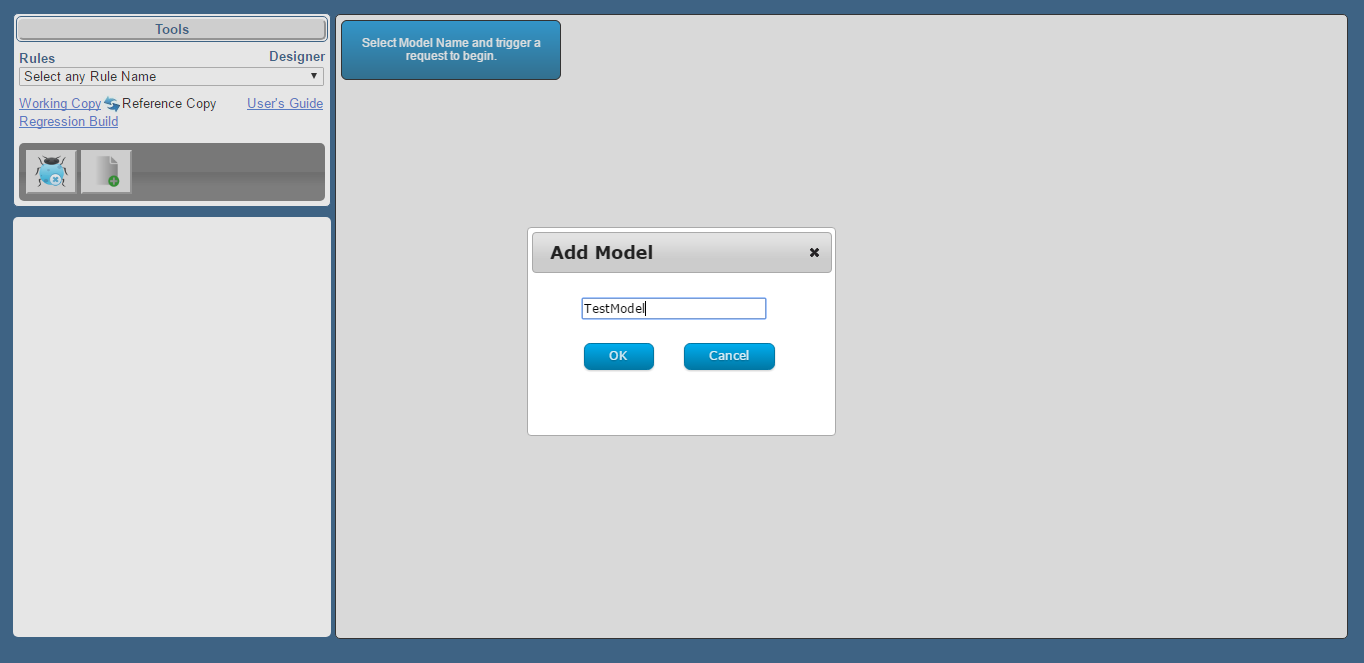 Tools
Rules
Designer
Select any Rule Name
Working Copy Reference Copy
User's Guide
Regression Build
Select Model Name and trigger a
request to begin.
Add Model
TestModel
OK
Cancel